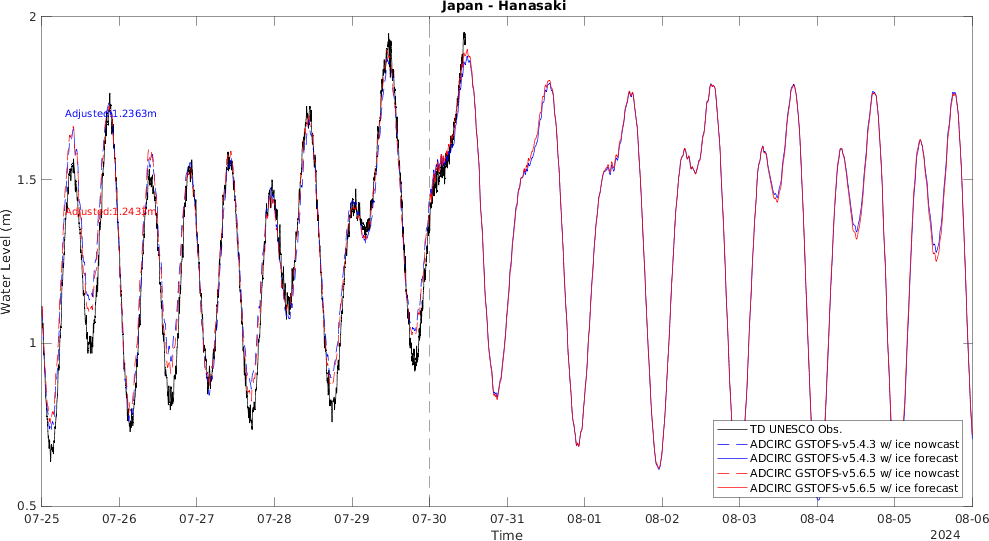 Japan - Hanasaki
2
1.5
1
0.5
Water Level (m)
Adjusted:1.2363m
Adjusted:1.2432m
TD UNESCO Obs.
ADCIRC GSTOFS-v5.4.3 w/ ice nowcast
ADCIRC GSTOFS-v5.4.3 w/ ice forecast
ADCIRC GSTOFS-v5.6.5 w/ ice nowcast
ADCIRC GSTOFS-v5.6.5 w/ ice forecast
07-25 07-26 07-27 07-28 07-29 07-30 07-31 08-01 08-02 08-03 08-04 08-05 08-06
Time
2024